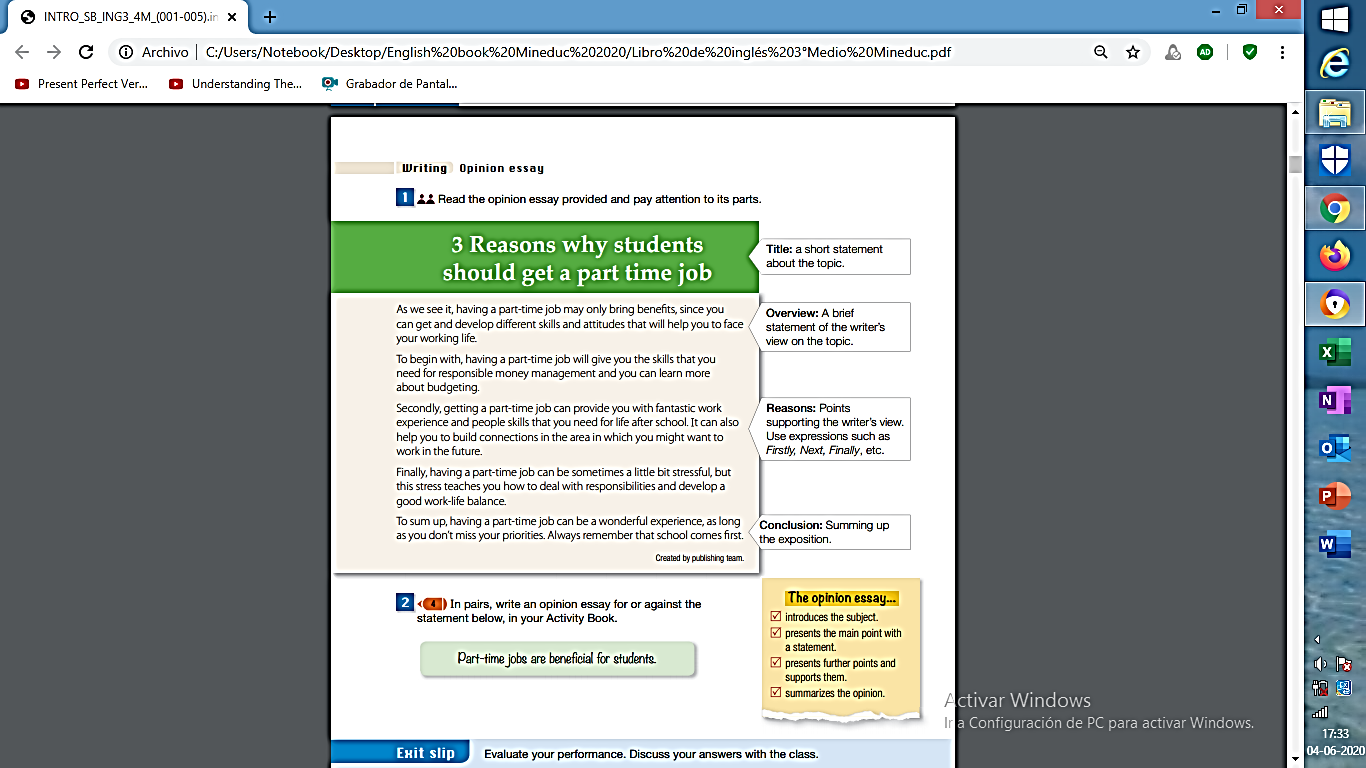 INTRO_SB_ING3_4M_(001-005).in
Archivo
C:/Users/Notebook/Desktop/English%20book%20Mineduc%202020/Libro%20de%20inglés%203°Medio%20Mineduc.pdf
AD
Present Perfect Ver...
Understanding The...
Grabador de Pantal...
Writing Opinion essay
1 Read the opinion essay provided and pay attention to its parts.
3 Reasons why students
should get a part time job
Title: a short statement
about the topic.
As we see it, having a part-time job may only bring benefits, since you
can get and develop different skills and attitudes that will help you to face
your working life.
Overview: A brief
statement of the writer's
view on the topic.
To begin with, having a part-time job will give you the skills that you
need for responsible money management and you can learn more
about budgeting.
Secondly, getting a part-time job can provide you with fantastic work
experience and people skills that you need for life after school. It can also
help you to build connections in the area in which you might want to
work in the future.
Reasons: Points
supporting the writer's view.
Use expressions such as
Firstly, Next, Finally, etc.
Finally, having a part-time job can be sometimes a little bit stressful, but
this stress teaches you how to deal with responsibilities and develop a
good work-life balance.
To sum up, having a part-time job can be a wonderful experience, as long
as you don't miss your priorities. Always remember that school comes first.
Conclusion: Summing up
the exposition.
Created by publishing team.
2 4 In pairs, write an opinion essay for or against the
statement below, in your Activity Book.
Part-time jobs are beneficial for students.
The opinion essay...
introduces the subject.
presents the main point with
a statement.
presents further points and
supports them.
summarizes the opinion.
Exit slip Evaluate your performance. Discuss your answers with the class.
Activar Windows
Ir a Configuración de PC para activar Windows.
X
N
O
P
W
17:33
04-06-2020